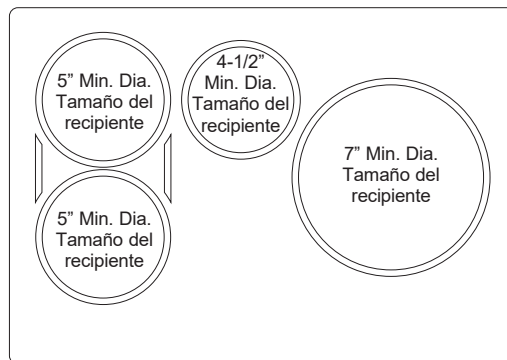 5” Min. Dia.
Tamaño del
recipiente
4-1/2”
Min. Dia.
Tamaño del
recipiente
7” Min. Dia.
Tamaño del
recipiente
5” Min. Dia.
Tamaño del
recipiente